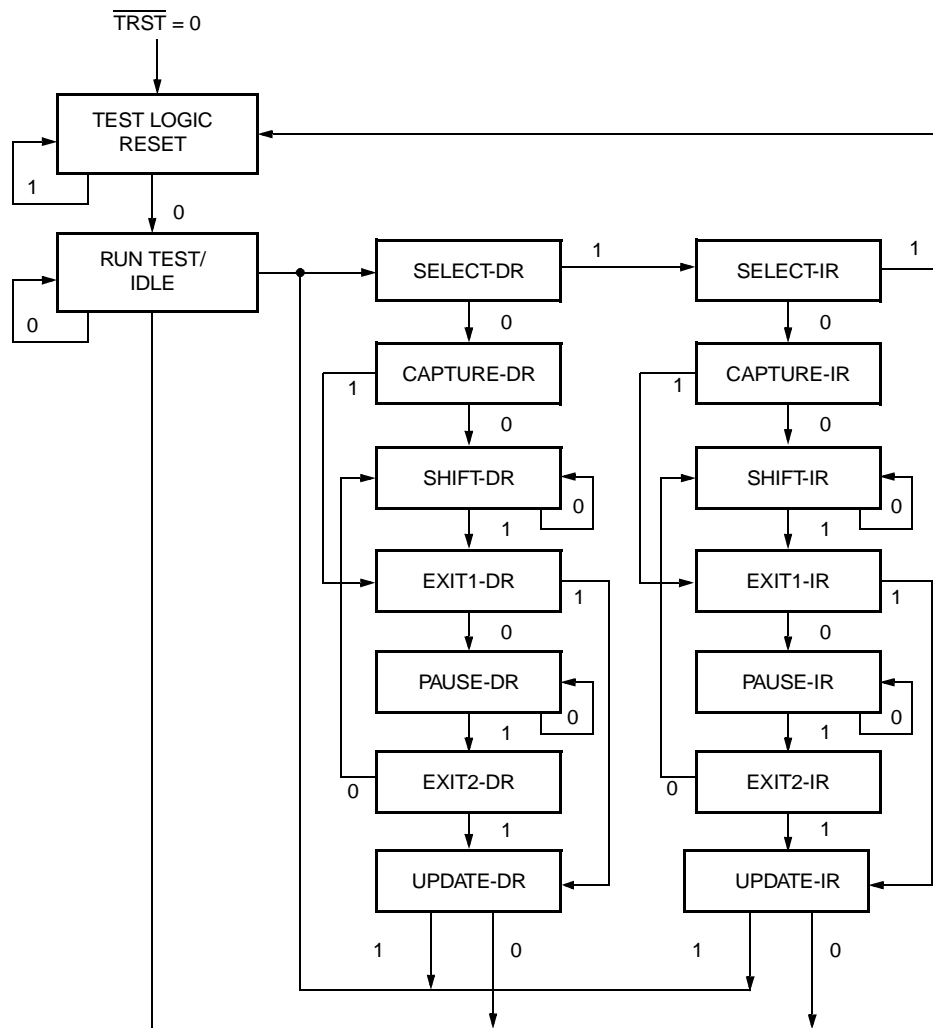 TRST = 0
TEST LOGIC
RESET
1
0
RUN TEST/
IDLE
0
SELECT-DR
1
SELECT-IR
1
0
0
CAPTURE-DR
1
CAPTURE-IR
1
0
0
SHIFT-DR
0
SHIFT-IR
0
1
1
EXIT1-DR
1
EXIT1-IR
1
0
0
PAUSE-DR
0
PAUSE-IR
0
1
1
EXIT2-DR
0
EXIT2-IR
0
1
1
UPDATE-DR
UPDATE-IR
1
0
1
0